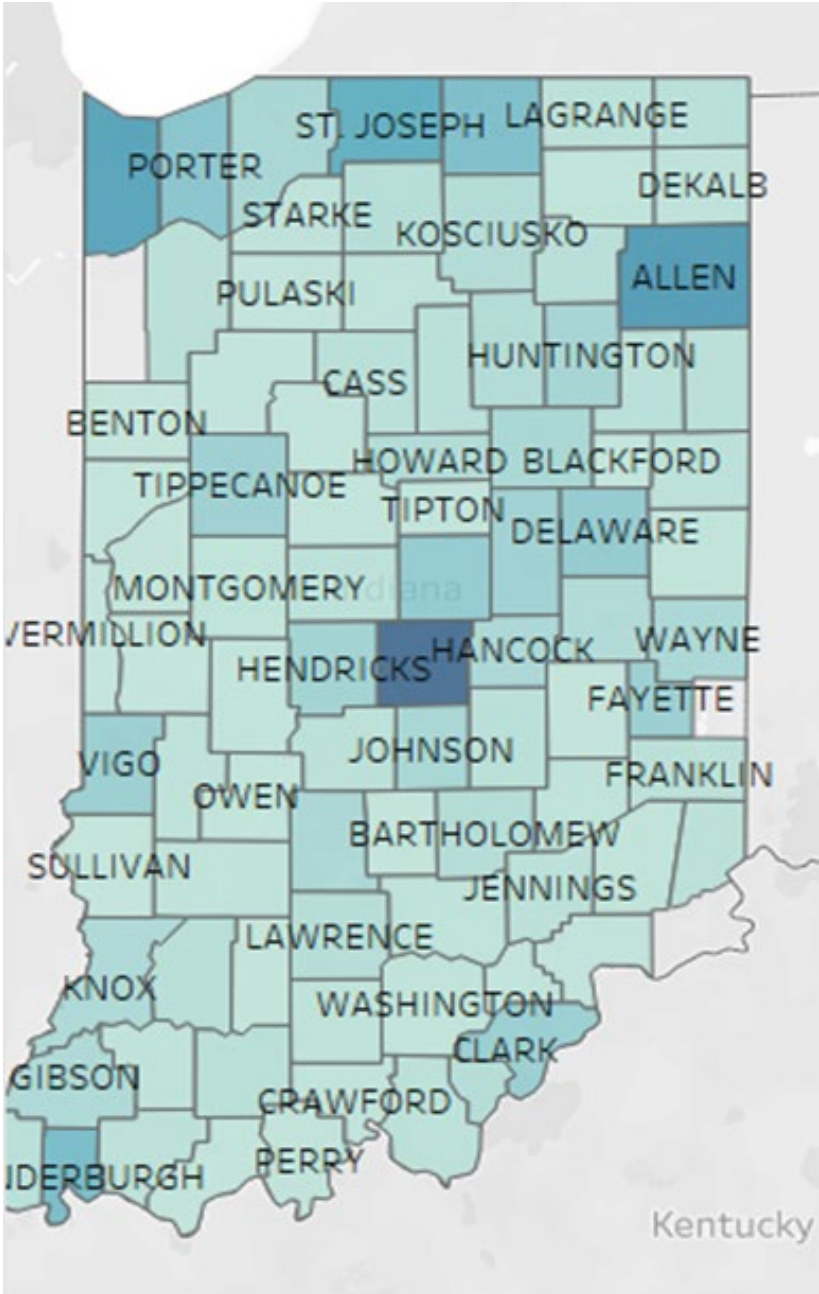 ST. JOSEPH
LAGRANGE
PORTER
DEKALB
STARKE
KOSCIUSKO
ALLEN
PULASKI
HUNTINGTON
CASS
BENTON
HOWARD
BLACKFORD
TIPPECANOE
TIPTON
DELAWARE
MONTGOMERY
Indiana
VERMILLION
WAYNE
HANCOCK
HENDRICKS
FAYETTE
JOHNSON
VIGO
FRANKLIN
OWEN
BARTHOLOMEW
SULLIVAN
JENNINGS
LAWRENCE
KNOX
WASHINGTON
CLARK
GIBSON
CRAWFORD
PERRY
NDERBURGH
Kentucky